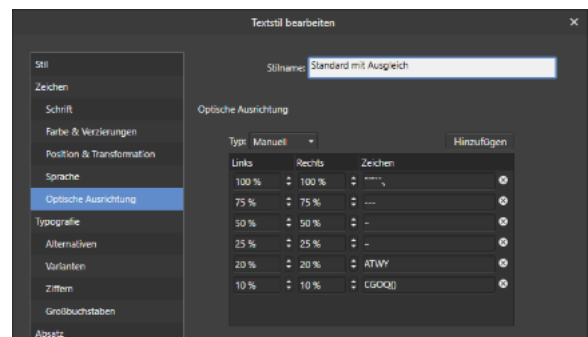 Textstil bearbeiten
Stil
Stilname: Standard mit Ausgleich
Zeichen
Schrift
Optische Ausrichtung
Farbe & Verzierungen
Typ: Manuell
Hinzufügen
Position & Transformation
Links Rechts Zeichen
Sprache
100 % 100 %
Optische Ausrichtung
75 % 75 % ---
Typografie
50 % 50 % –
Alternativen
25 % 25 % –
Varianten
20 % 20 % ATWY
Ziffern
10 % 10 % CGOQ()
Großbuchstaben
Absatz